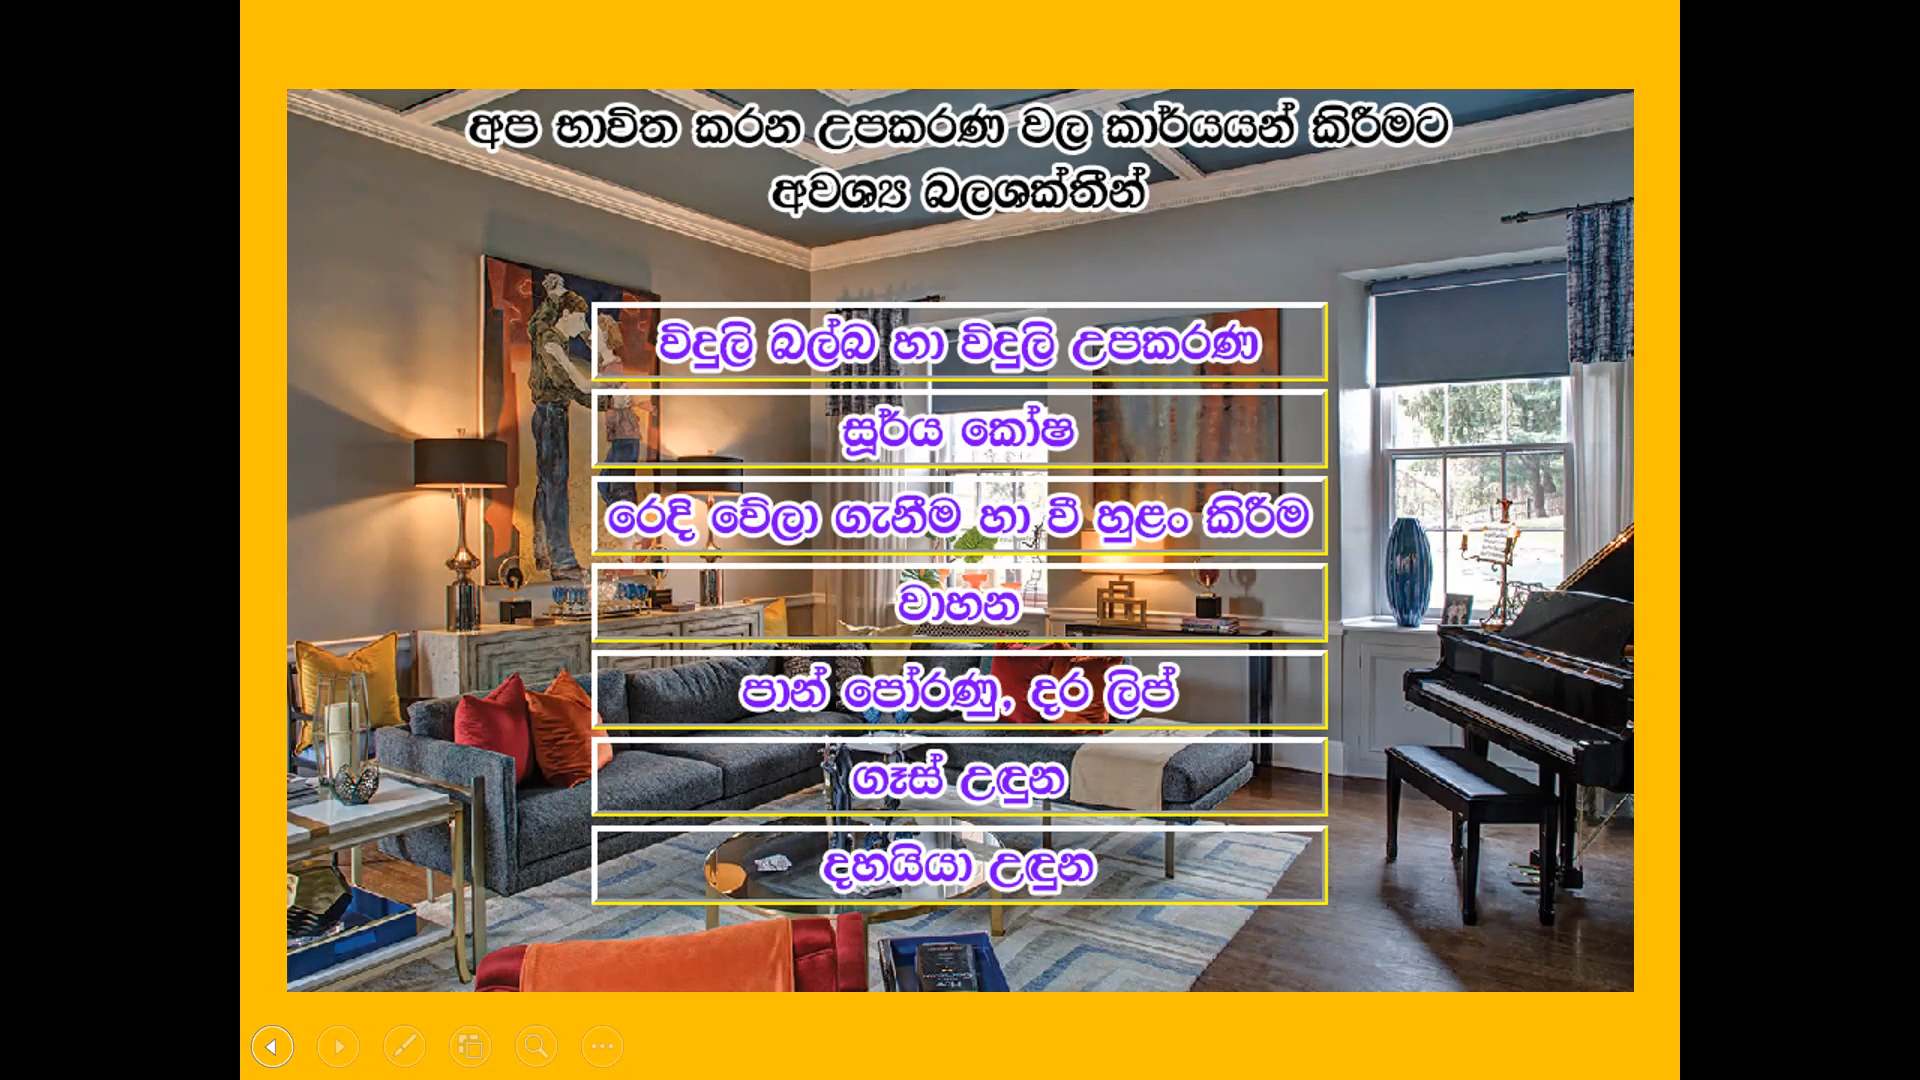 අප භාවිත කරන උපකරණ වල කාර්යයන් කිරීමට
අවශ්‍ය බලශක්තීන්
විදුලි බල්බ හා විදුලි උපකරණ
සූර්ය කෝෂ
රෙදි වේලා ගැනීම හා වී හුළං කිරීම
වාහන
පාන් පෝරණු, දර ලිප්
ගෑස් උඳුන
දහයියා උඳුන